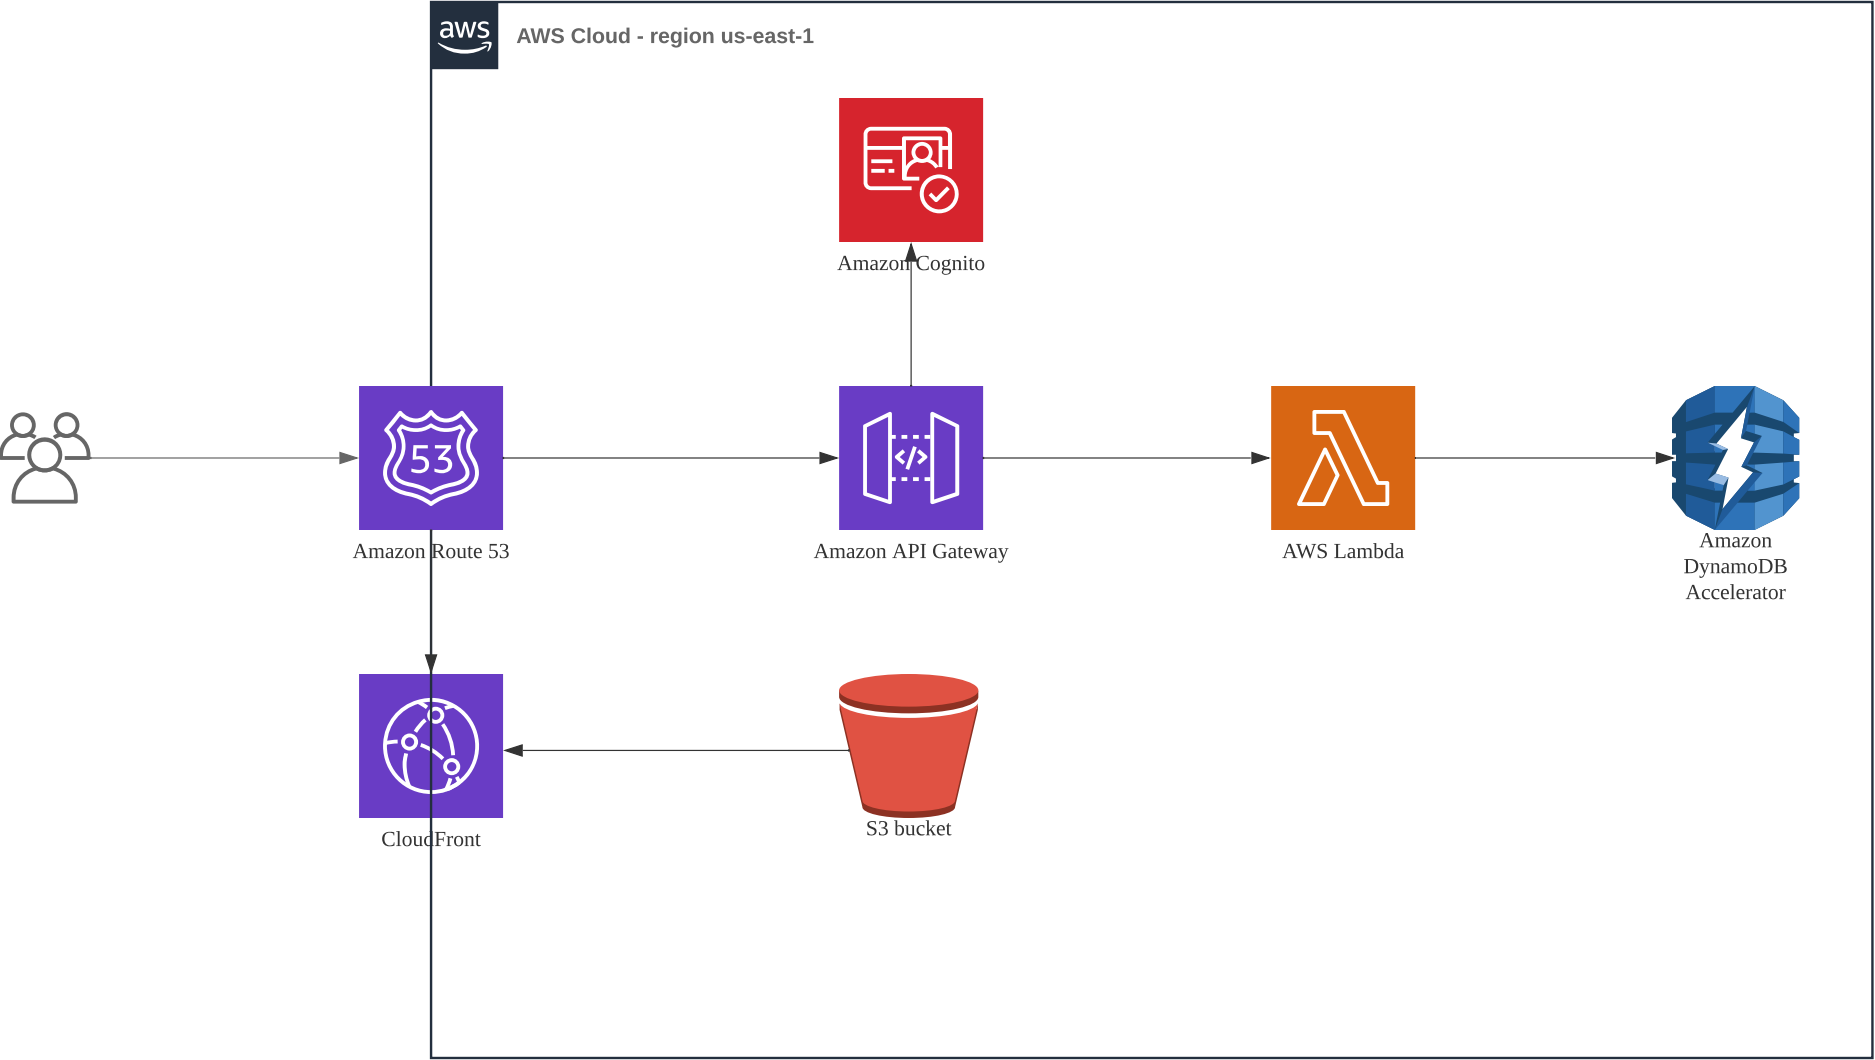 aws
AWS Cloud - region us-east-1
Amazon Cognito
53
Amazon Route 53
Amazon API Gateway
</>
AWS Lambda
Amazon
DynamoDB
Accelerator
CloudFront
S3 bucket